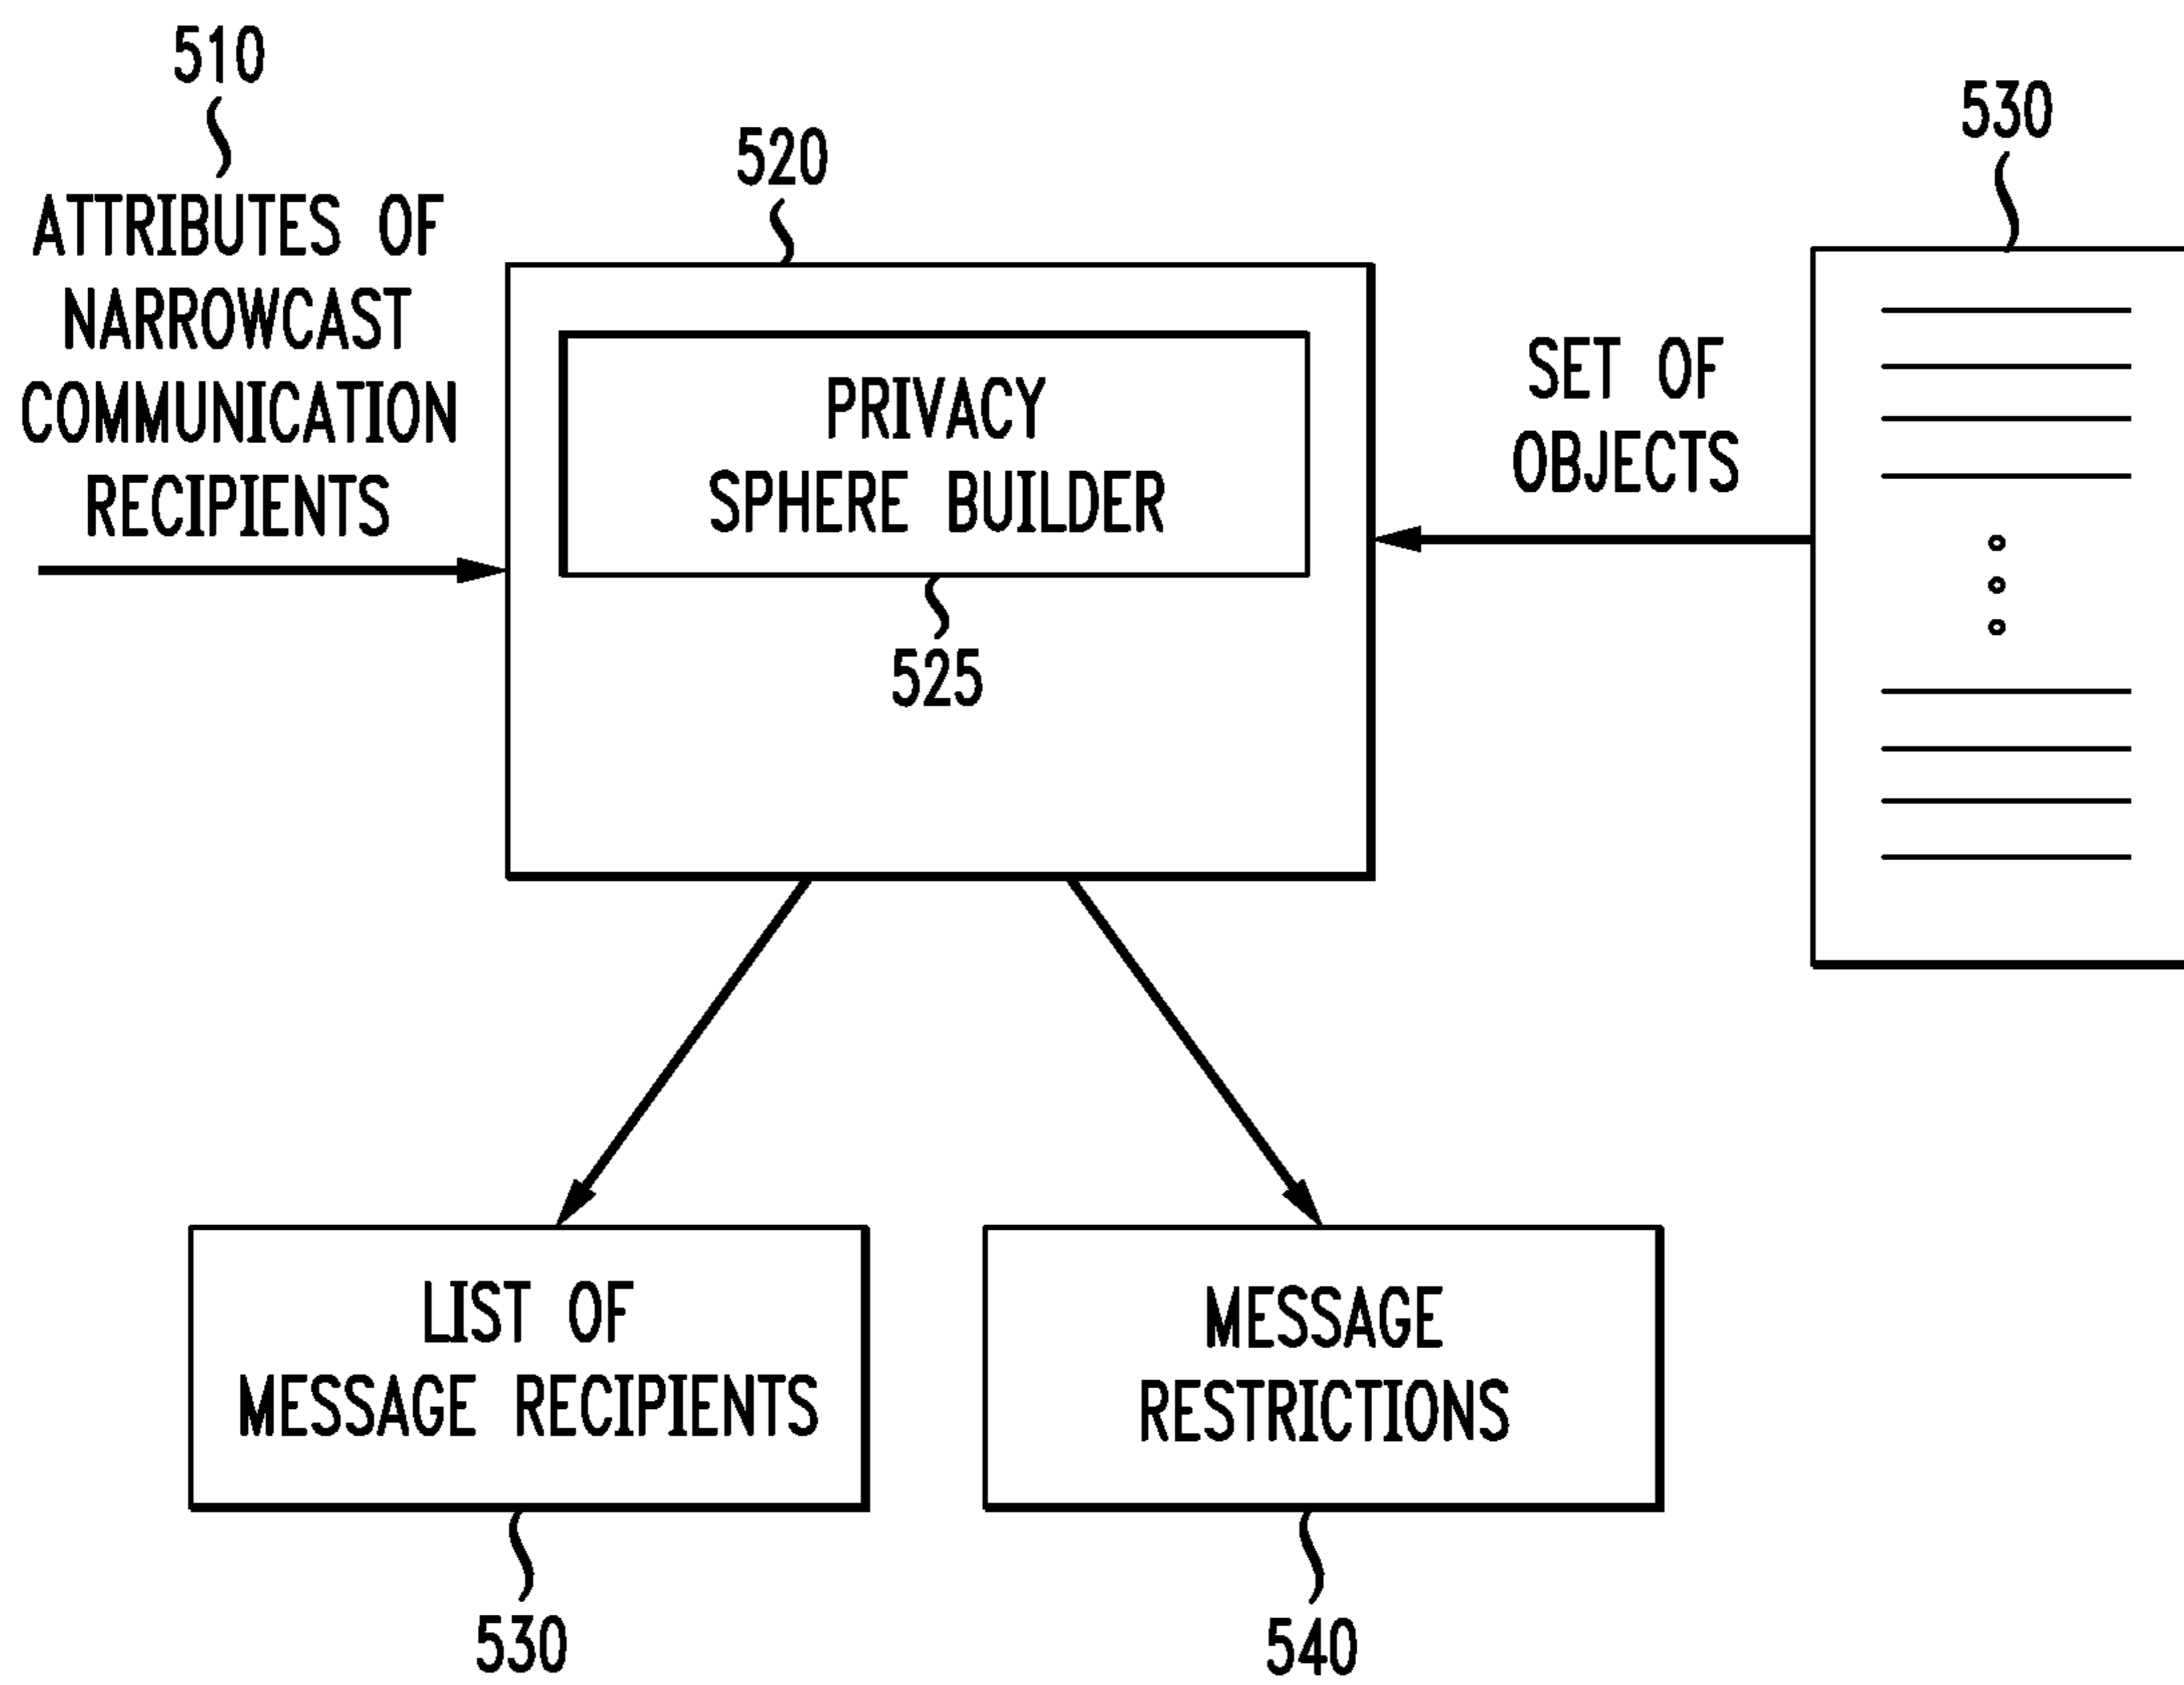 510
ATTRIBUTES OF
NARROWCAST
COMMUNICATION
RECIPIENTS
520
PRIVACY
SPHERE BUILDER
525
SET OF
OBJECTS
530
LIST OF
MESSAGE RECIPIENTS
530
MESSAGE
RESTRICTIONS
540